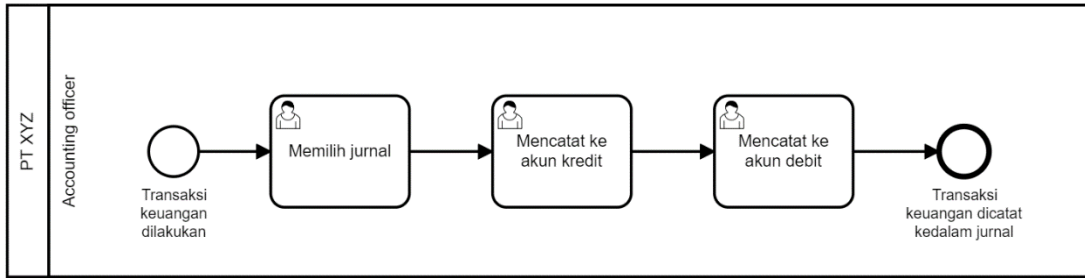 PT XYZ
Accounting officer
Transaksi
keuangan
dilakukan
Memilih jurnal
Mencatat ke
akun kredit
Mencatat ke
akun debit
Transaksi
keuangan dicatat
kedalam jurnal